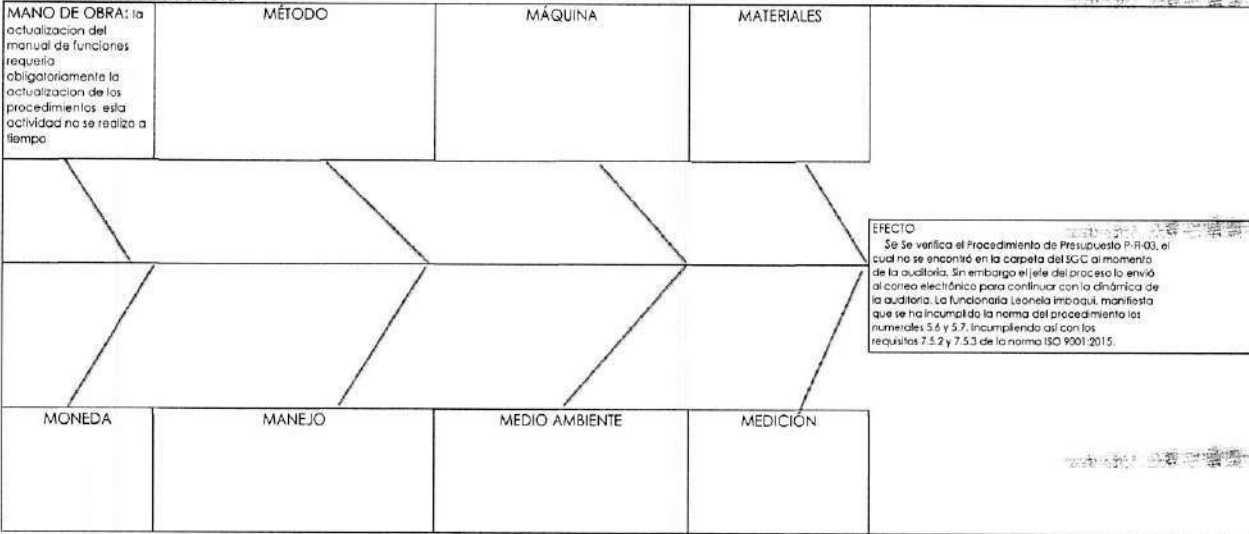 MANO DE OBRA: la
actualizacion del
manual de funciones
requeria
obligatoriamente la
actualizacion de los
procedimientos esta
actividad no se realizo a
tiempo
MÉTODO
MÁQUINA
MATERIALES
EFECTO
Se Se verifica el Procedimiento de Presupuesto P-R-03, el
cual no se encontró en la carpeta del SGC al momento
de la auditoria. Sin embargo el jefe del proceso lo envió
al correo electrónico para continuar con la dinámica de
la auditoria. La funcionaria Leonela imbaqui, manifiesta
que se ha incumplido la norma del procedimiento los
numerales 5.6 y 5.7. Incumpliendo así con los
requisitos 7.5.2 y 7.5.3 de la norma ISO 9001:2015.
MONEDA
MANEJO
MEDIO AMBIENTE
MEDICIÓN